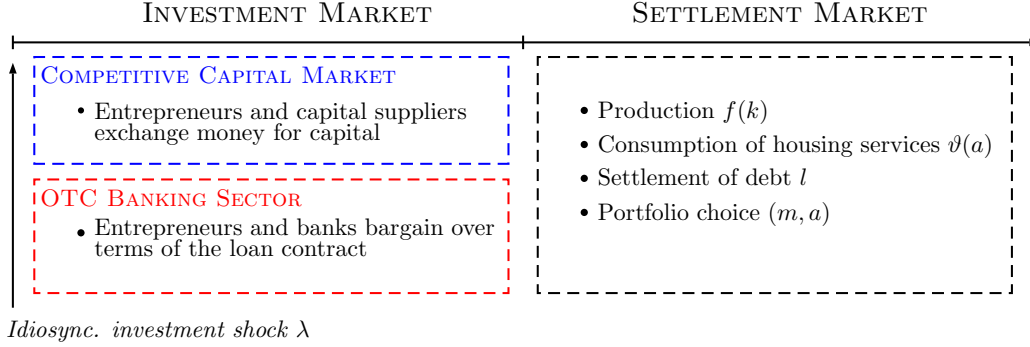 INVESTMENT MARKET
SETTLEMENT MARKET
COMPETITIVE CAPITAL MARKET
• Entrepreneurs and capital suppliers
exchange money for capital
OTC BANKING SECTOR
• Entrepreneurs and banks bargain over
terms of the loan contract
• Production f(k)
• Consumption of housing services ϑ(a)
• Settlement of debt l
• Portfolio choice (m, a)
Idiosync. investment shock λ